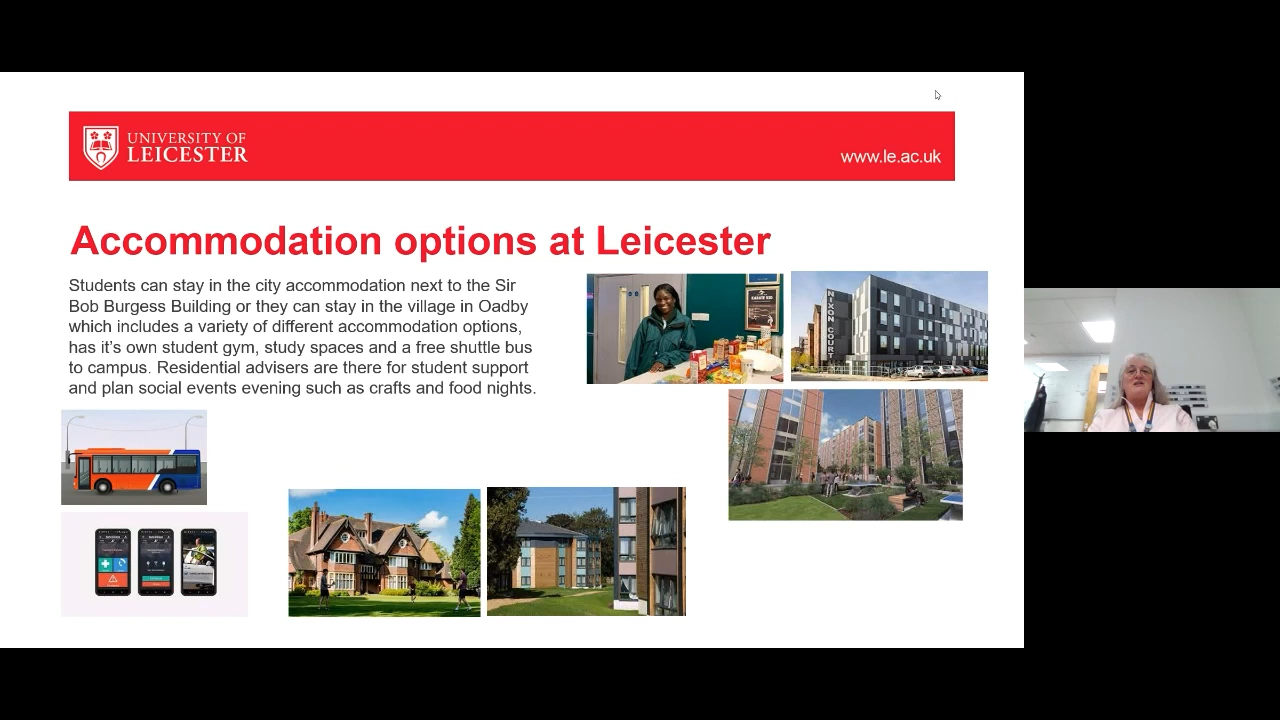 UNIVERSITY OF
LEICESTER
www.le.ac.uk
Accommodation options at Leicester
Students can stay in the city accommodation next to the Sir
Bob Burgess Building or they can stay in the village in Oadby
which includes a variety of different accommodation options,
has it's own student gym, study spaces and a free shuttle bus
to campus. Residential advisers are there for student support
and plan social events evening such as crafts and food nights.
NIXON COURT